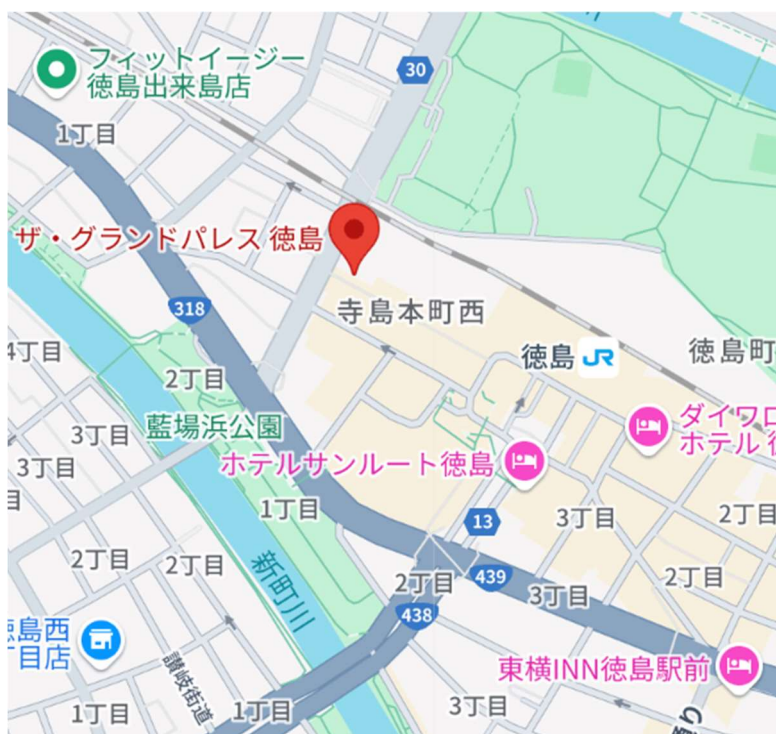 フィットイージー
徳島出来島店
30
1丁目
ザ・グランドパレス 徳島
318
寺島本町西
徳島
JR
徳島町
4丁目
2丁目
藍場浜公園
3丁目
3丁目
ダイワロ
ホテル
ホテルサンルート徳島
1丁目
13
3丁目
2丁目
2丁目
2丁目
新町川
2丁目
439
438
3丁目
2丁目
島西
丁目店
讃岐街道
東横INN徳島駅前
1丁目
1丁目
3丁目